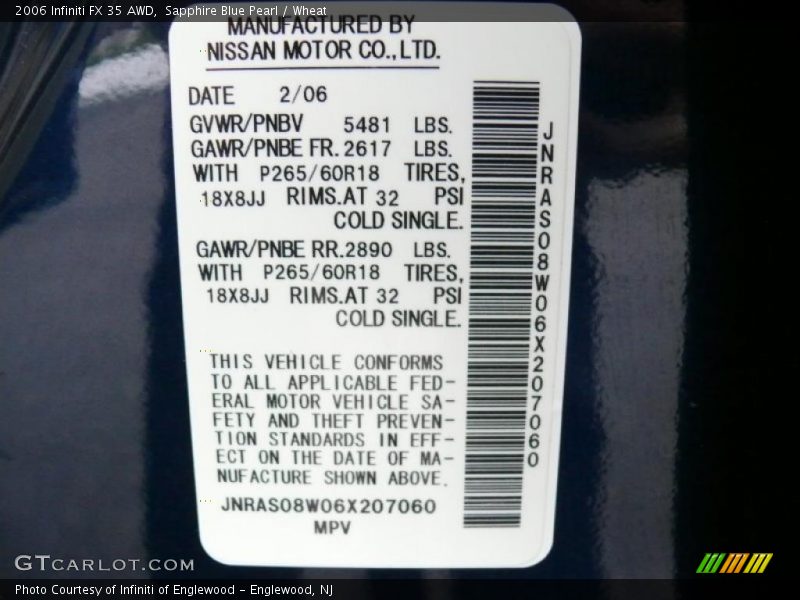 2006 Infiniti FX 35 AWD, Sapphire Blue Pearl / Wheat
MANUFACTURED BY
NISSAN MOTOR CO.,LTD.
DATE 2/06
GVWR/PNBV 5481 LBS.
GAWR/PNBE FR. 2617 LBS.
WITH P265/60R18 TIRES,
18X8JJ RIMS.AT 32 PSI
COLD SINGLE.
GAWR/PNBE RR.2890 LBS.
WITH P265/60R18 TIRES,
18X8JJ RIMS.AT 32 PSI
COLD SINGLE.
THIS VEHICLE CONFORMS
TO ALL APPLICABLE FED-
ERAL MOTOR VEHICLE SA-
FETY AND THEFT PREVEN-
TION STANDARDS IN EFF-
ECT ON THE DATE OF MA-
NUFACTURE SHOWN ABOVE.
JNRAS08W06X207060
MPV
JNRAS08W06X207060
GTCARLOT.COM
Photo Courtesy of Infiniti of Englewood - Englewood, NJ